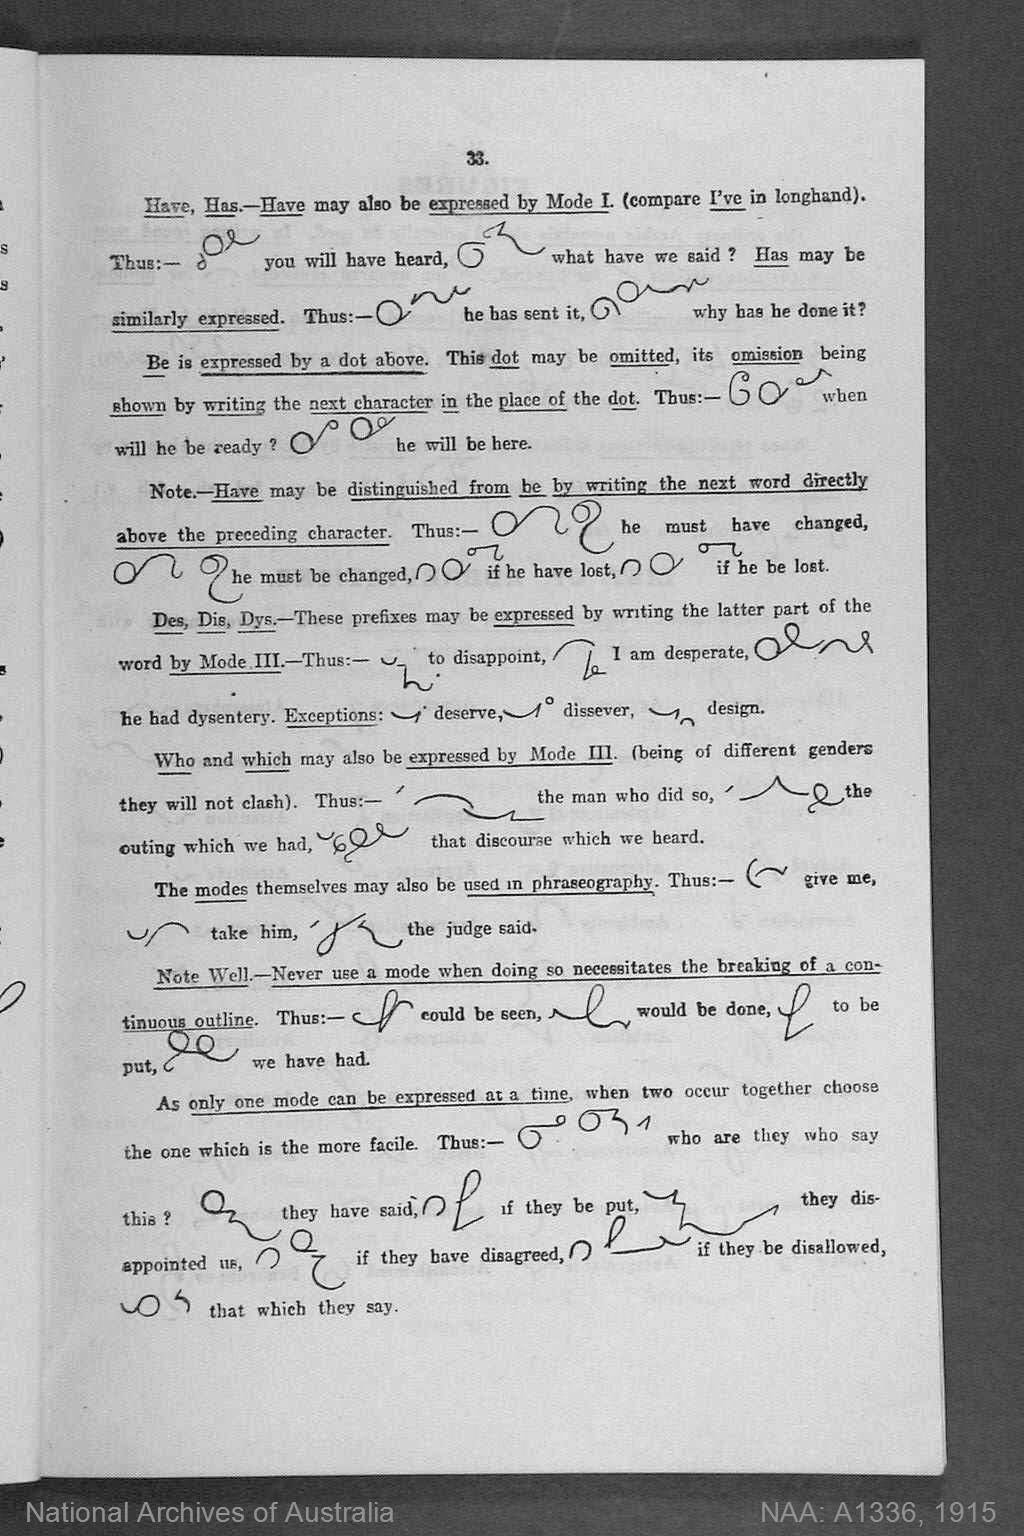 33.
Have, Has.—Have may also be expressed by Mode I. (compare I've in longhand).
Thus:— you will have heard, what have we said ? Has may be
similarly expressed. Thus:— he has sent it, why has he done it?
Be is expressed by a dot above. This dot may be omitted, its omission being
shown by writing the next character in the place of the dot. Thus:— when
will he be ready ? he will be here.
Note.—Have may be distinguished from be by writing the next word directly
above the preceding character. Thus:— he must have changed,
he must be changed, if he have lost, if he be lost.
Des, Dis, Dys.—These prefixes may be expressed by writing the latter part of the
word by Mode III.—Thus:— to disappoint, I am desperate,
he had dysentery. Exceptions: deserve, dissever, design.
Who and which may also be expressed by Mode III. (being of different genders
they will not clash). Thus:— the man who did so, the
outing which we had, that discourse which we heard.
The modes themselves may also be used in phraseography. Thus:— give me,
take him, the judge said.
Note Well.—Never use a mode when doing so necessitates the breaking of a con-
tinuous outline. Thus:— could be seen, would be done, to be
put, we have had.
As only one mode can be expressed at a time, when two occur together choose
the one which is the more facile. Thus:— who are they who say
this ? they have said, if they be put, they dis-
appointed us, if they have disagreed, if they be disallowed,
that which they say.
National Archives of Australia
NAA: A1336, 1915